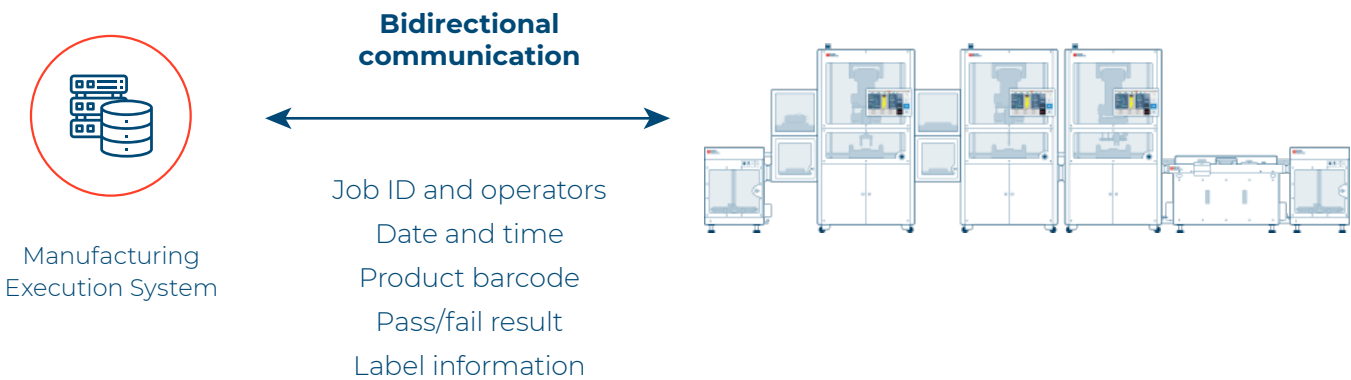 Bidirectional
communication
Job ID and operators
Date and time
Product barcode
Pass/fail result
Label information
Manufacturing
Execution System